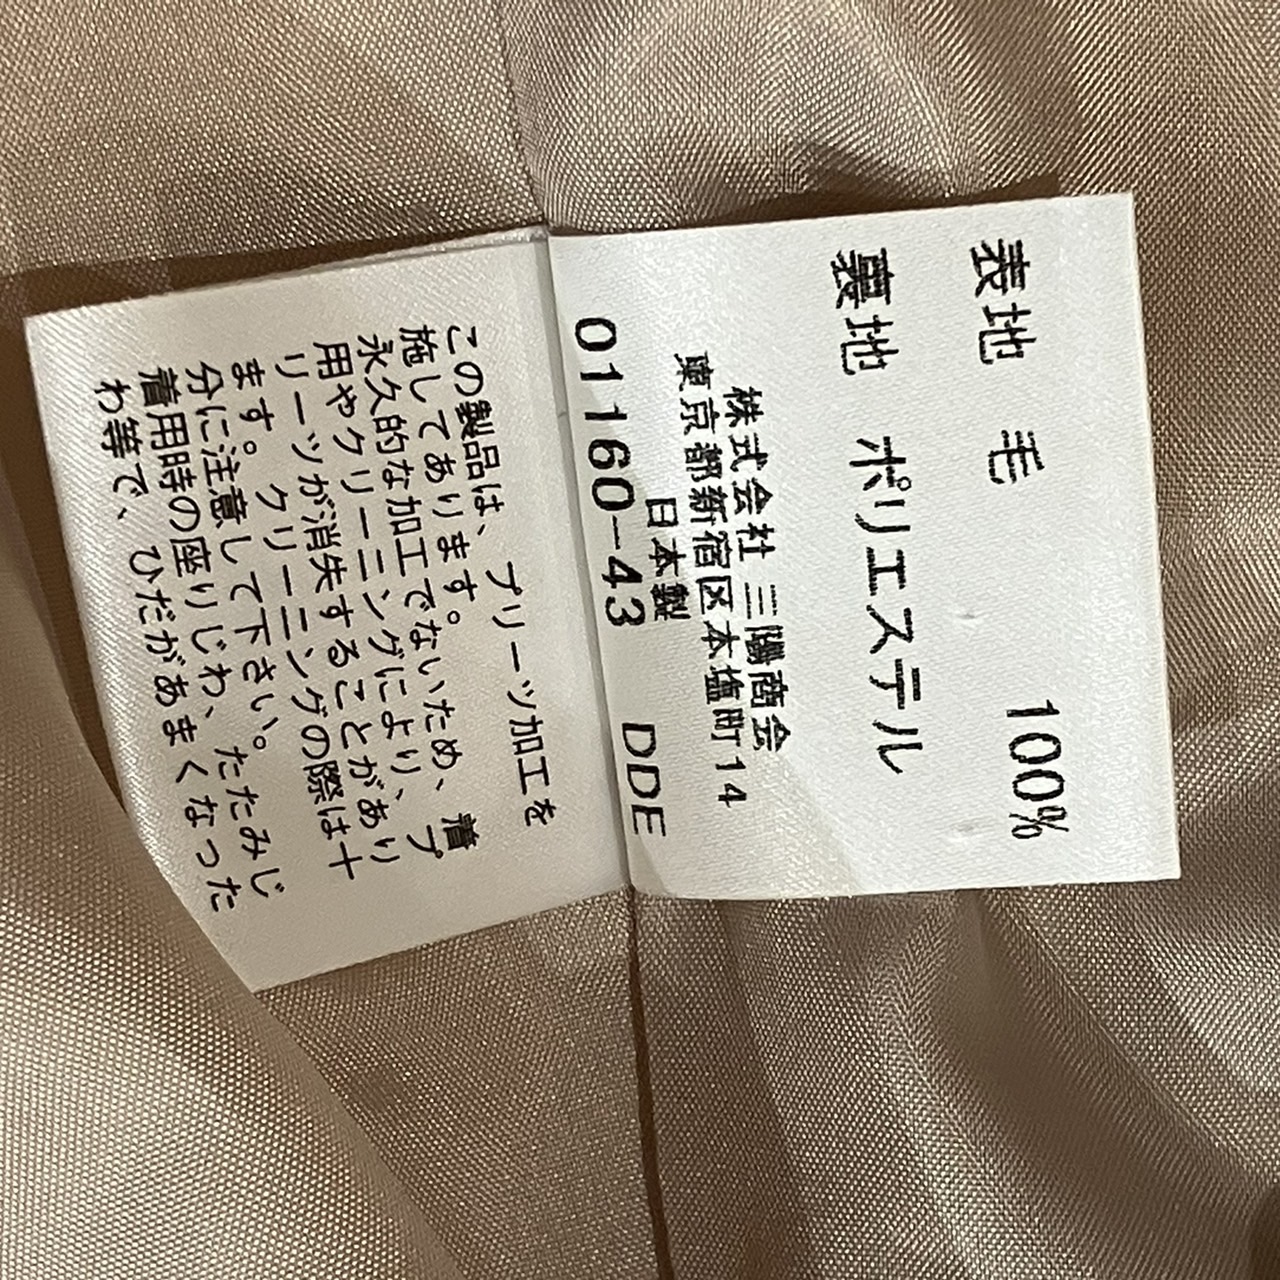 表地 毛 100%
裏地 ポリエステル
株式会社 三陽商会
東京都新宿区本塩町14
日本製
01160-43 DDE
この製品は、プリーツ加工を
施してあります。
永久的な加工でないため、着
用やクリーニングにより、プ
リーツが消失することがあり
ます。クリーニングの際は十
分に注意して下さい。
着用時の座りじわ、たたみじ
わ等で、ひだがあまくなった